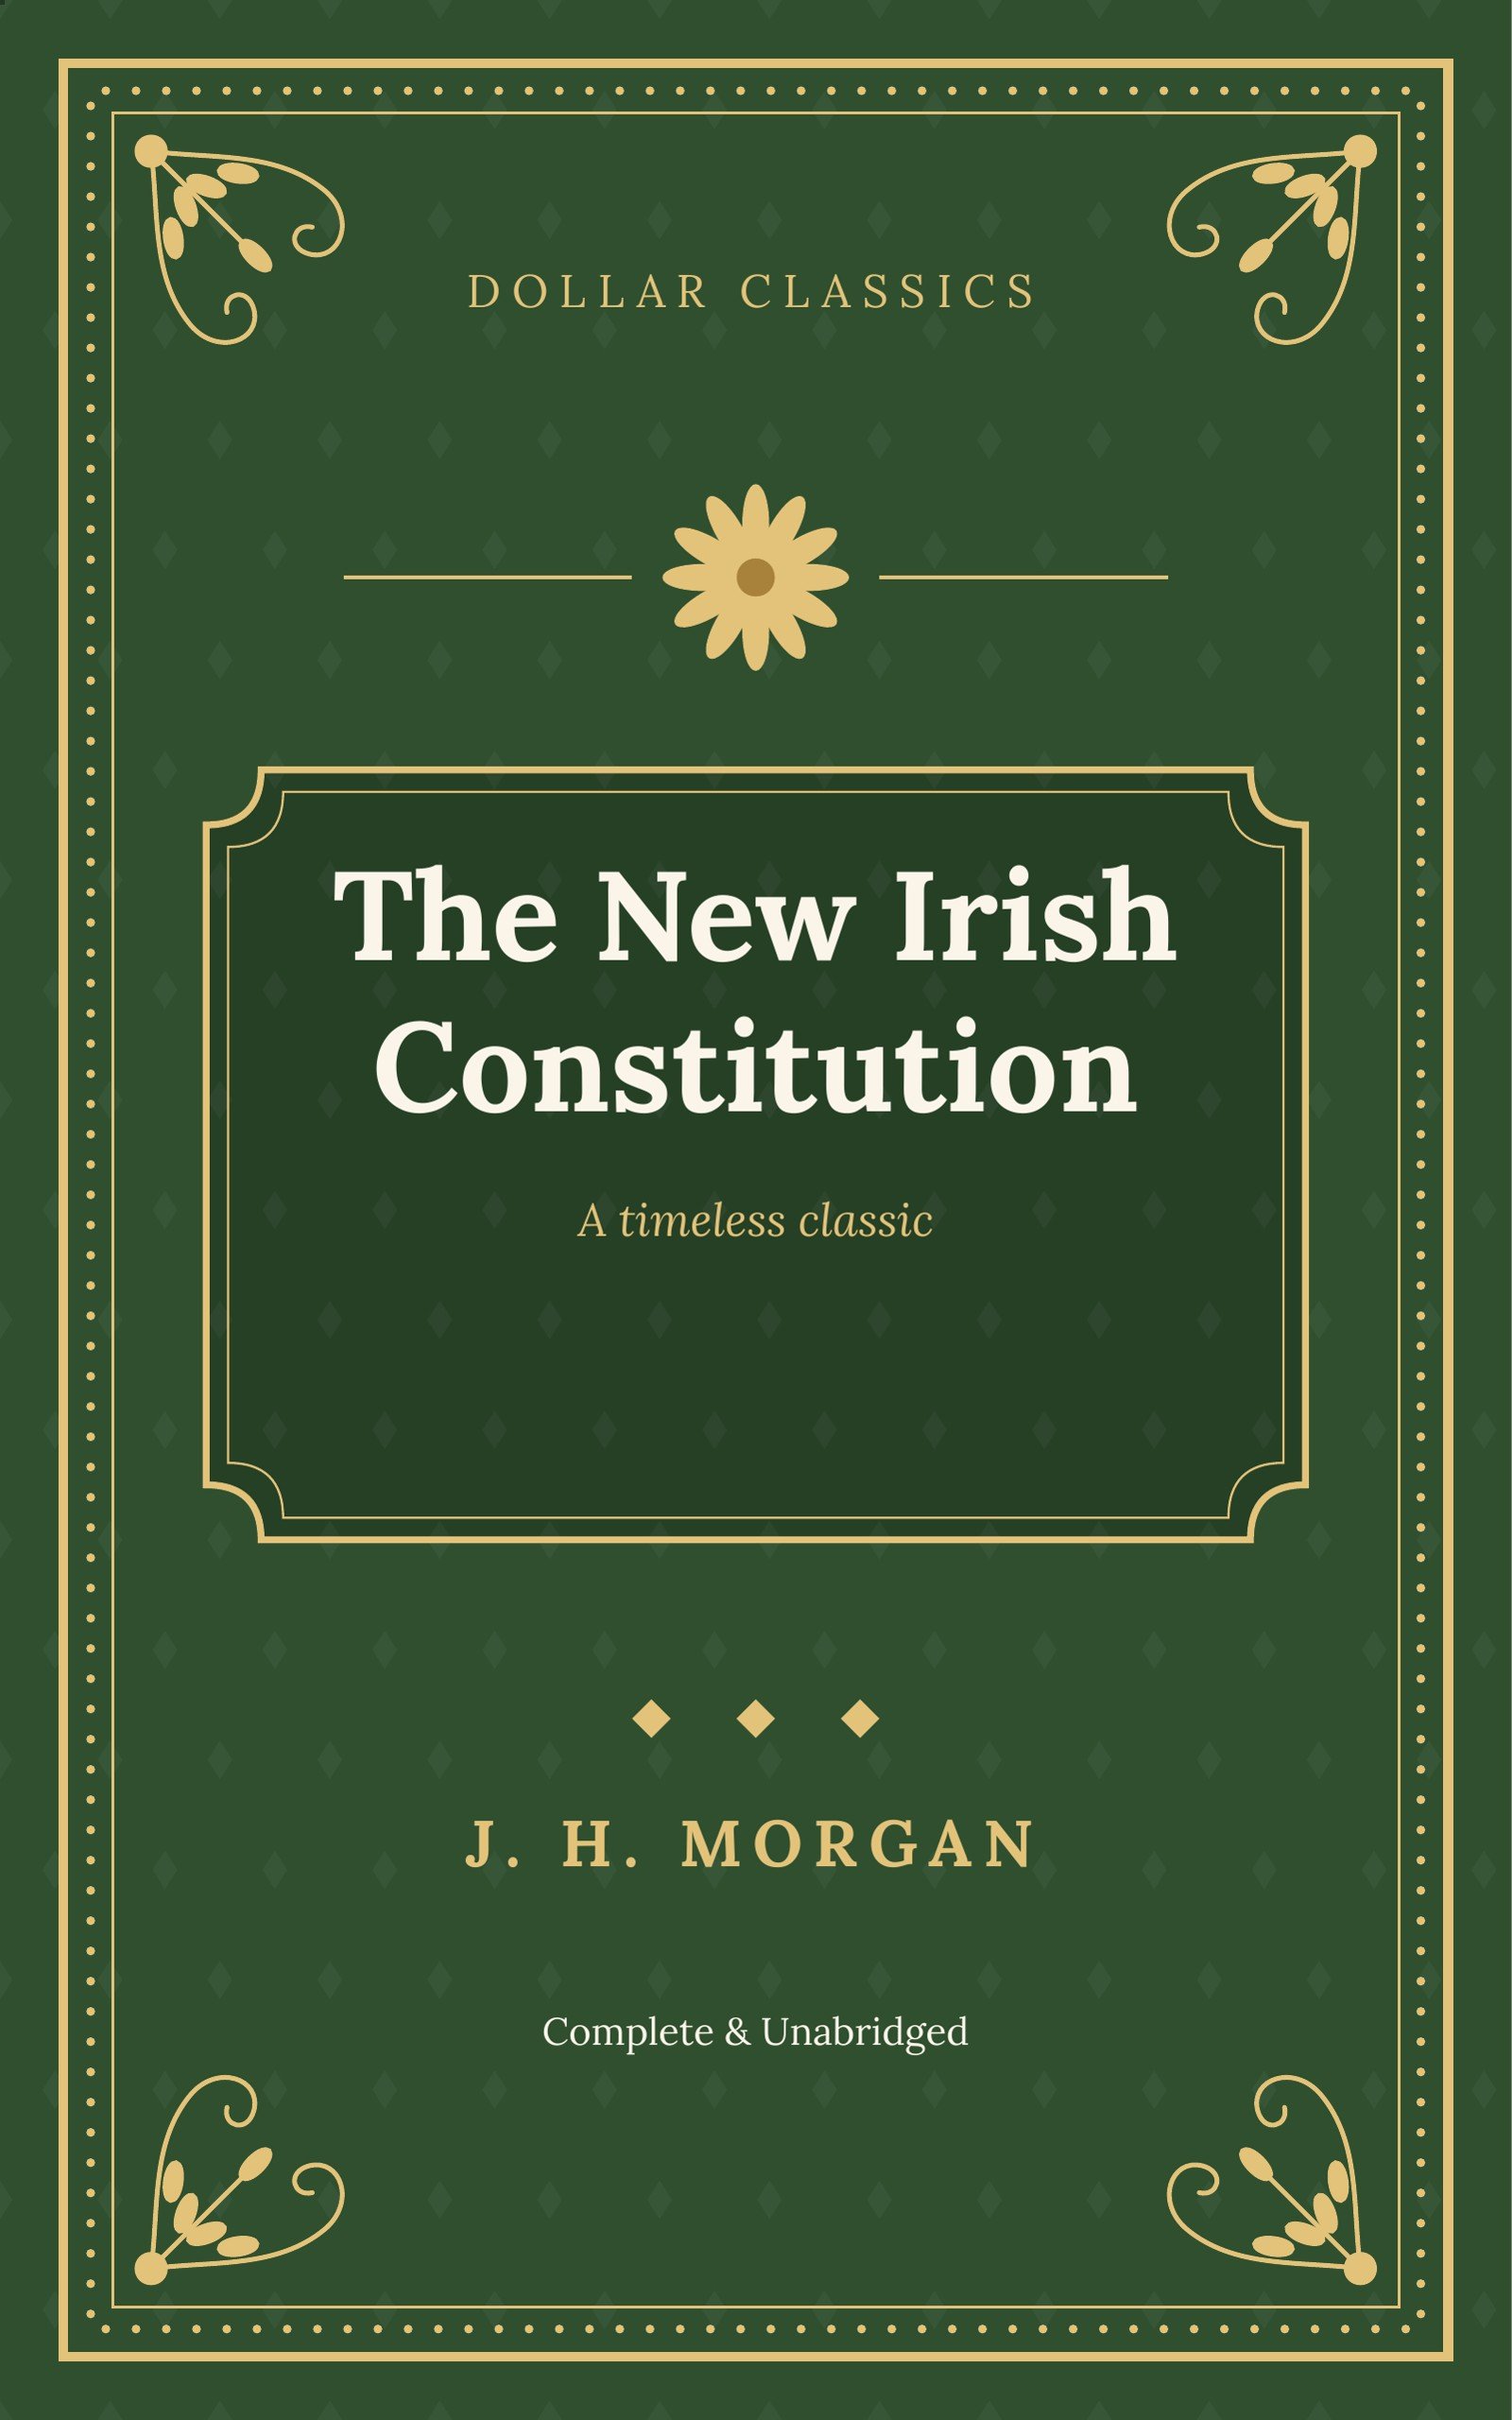 DOLLAR CLASSICS
The New Irish
Constitution
A timeless classic
J. H. MORGAN
Complete & Unabridged